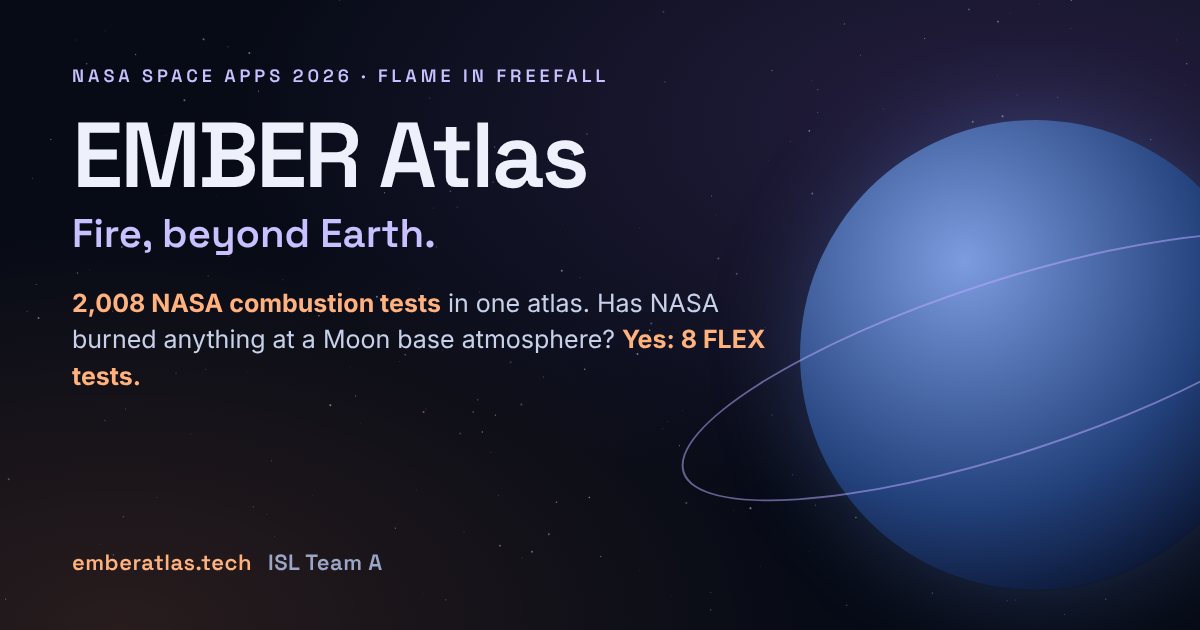 NASA SPACE APPS 2026 · FLAME IN FREEFALL
EMBER Atlas
Fire, beyond Earth.
2,008 NASA combustion tests in one atlas. Has NASA
burned anything at a Moon base atmosphere? Yes: 8 FLEX
tests.
emberatlas.tech ISL Team A